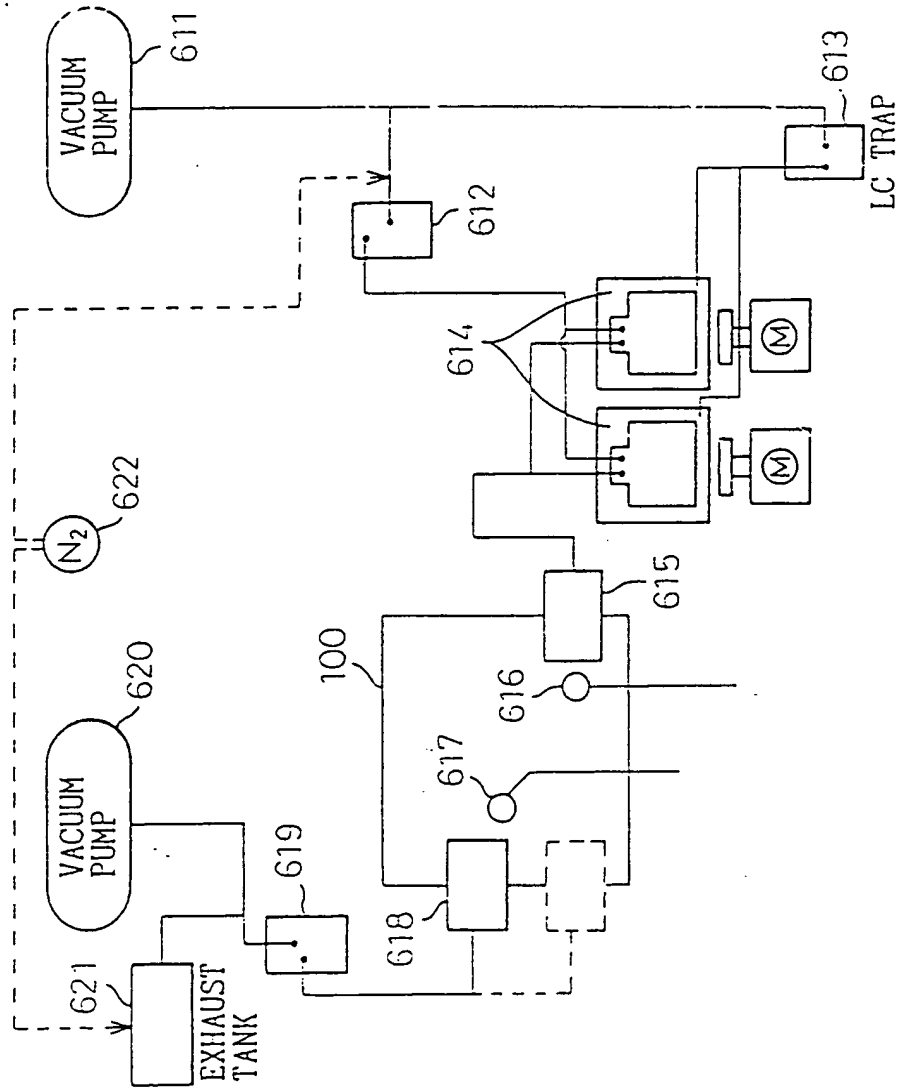 VACUUM
PUMP
611
VACUUM
PUMP
620
N2
622
621
EXHAUST
TANK
619
618
617
616
100
615
614
612
613
LC TRAP
M
M